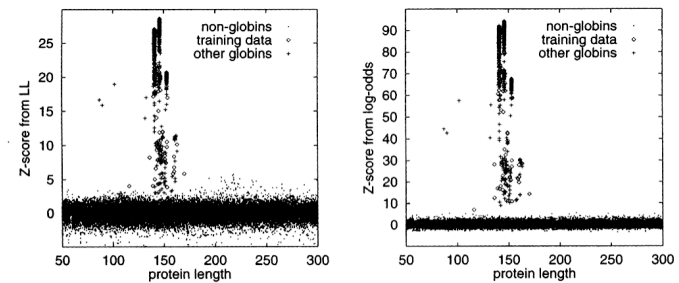 non-globins
training data
other globins
Z-score from LL
25
20
15
10
5
0
50 100 150 200 250 300
protein length
non-globins
training data
other globins
Z-score from log-odds
90
80
70
60
50
40
30
20
10
0
50 100 150 200 250 300
protein length